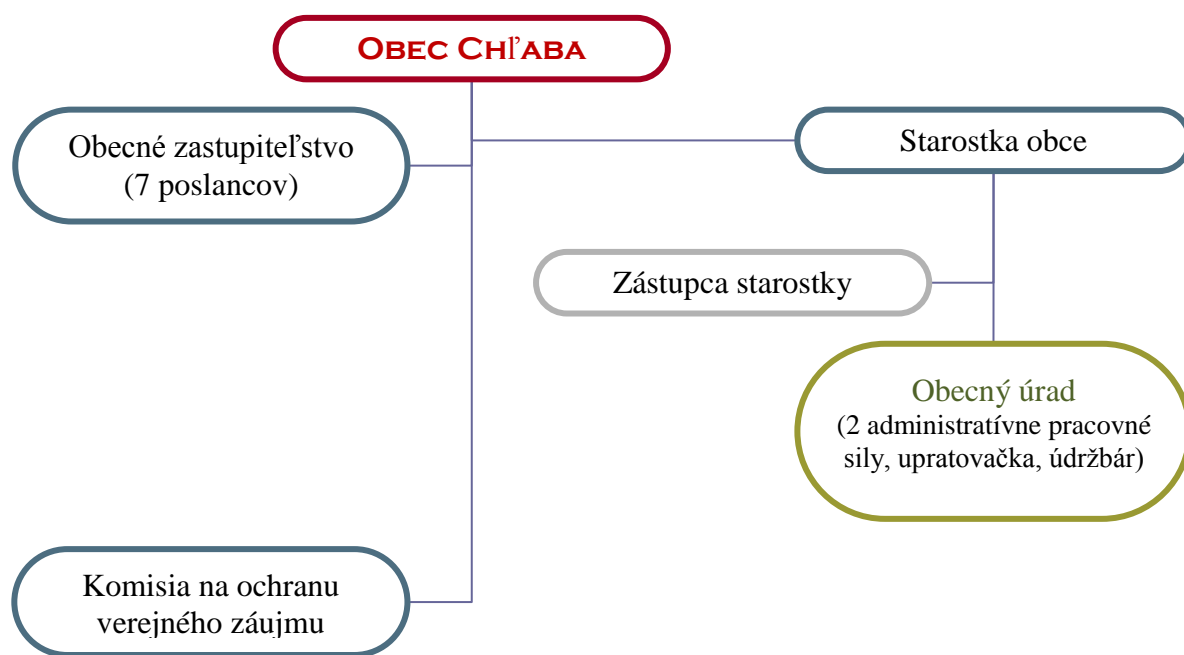 OBEC CHĽABA
Obecné zastupiteľstvo
(7 poslancov)
Starostka obce
Zástupca starostky
Obecný úrad
(2 administratívne pracovné
sily, upratovačka, údržbár)
Komisia na ochranu
verejného záujmu